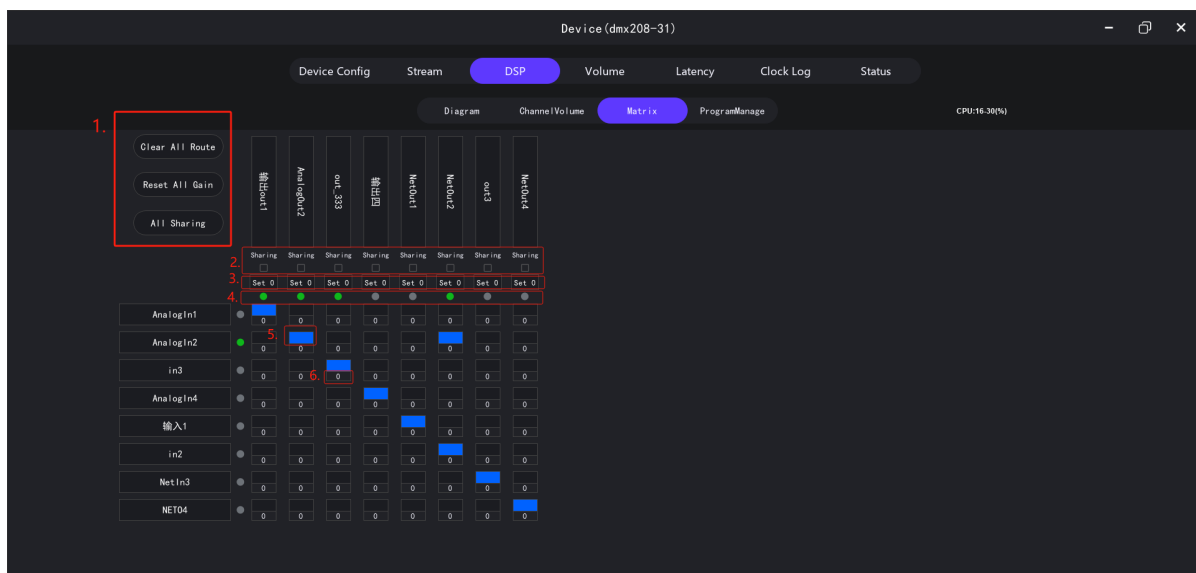 Device(dmx208-31)
Device Config Stream DSP Volume Latency Clock Log Status
Diagram ChannelVolume Matrix ProgramManage CPU:16-30(%)
1.
Clear All Route
Reset All Gain
All Sharing
输出out1 AnalogOut2 out_333 输出四 NetOut1 NetOut2 out3 NetOut4
2. Sharing Sharing Sharing Sharing Sharing Sharing Sharing Sharing
3. Set 0 Set 0 Set 0 Set 0 Set 0 Set 0 Set 0 Set 0
4.
AnalogIn1 0 0 0 0 0 0 0 0
5.
AnalogIn2 0 0 0 0 0 0 0 0
in3 0 0 6. 0 0 0 0 0 0
AnalogIn4 0 0 0 0 0 0 0 0
输入1 0 0 0 0 0 0 0 0
in2 0 0 0 0 0 0 0 0
NetIn3 0 0 0 0 0 0 0 0
NETO4 0 0 0 0 0 0 0 0